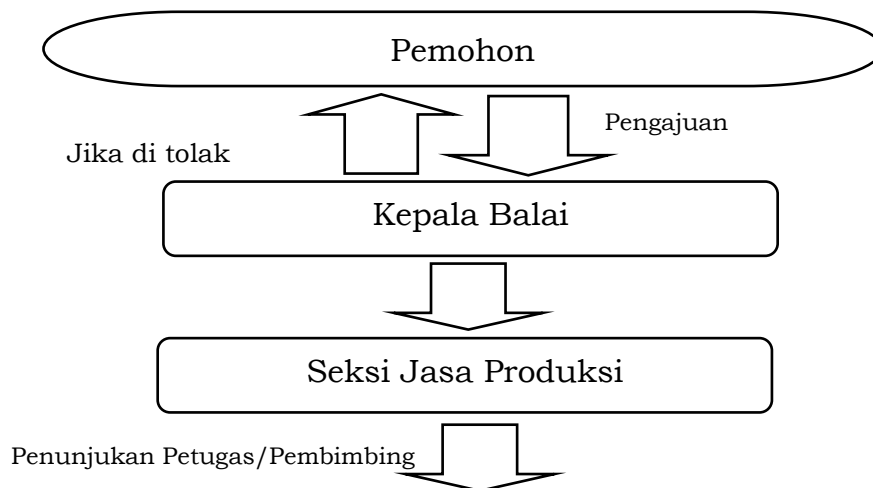 Pemohon
Pengajuan
Jika di tolak
Kepala Balai
Seksi Jasa Produksi
Penunjukan Petugas/Pembimbing